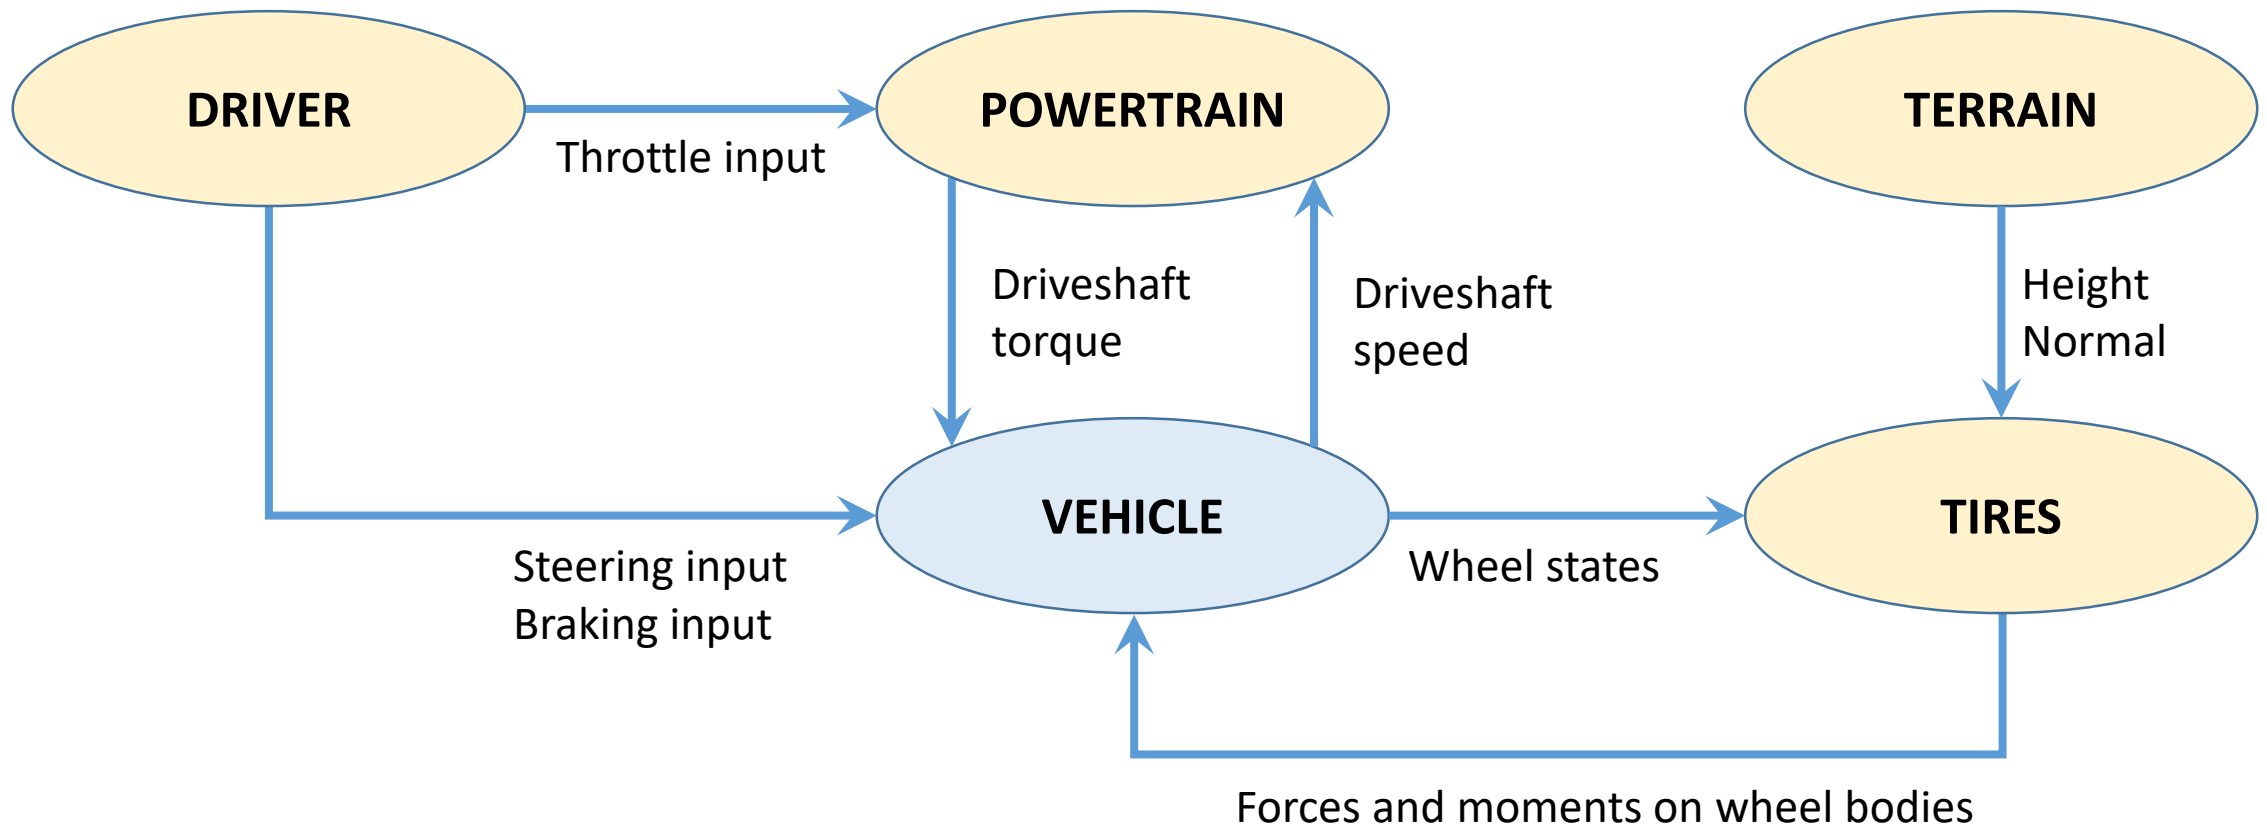 DRIVER
POWERTRAIN
TERRAIN
Throttle input
Driveshaft
torque
Driveshaft
speed
Height
Normal
VEHICLE
TIRES
Steering input
Braking input
Wheel states
Forces and moments on wheel bodies